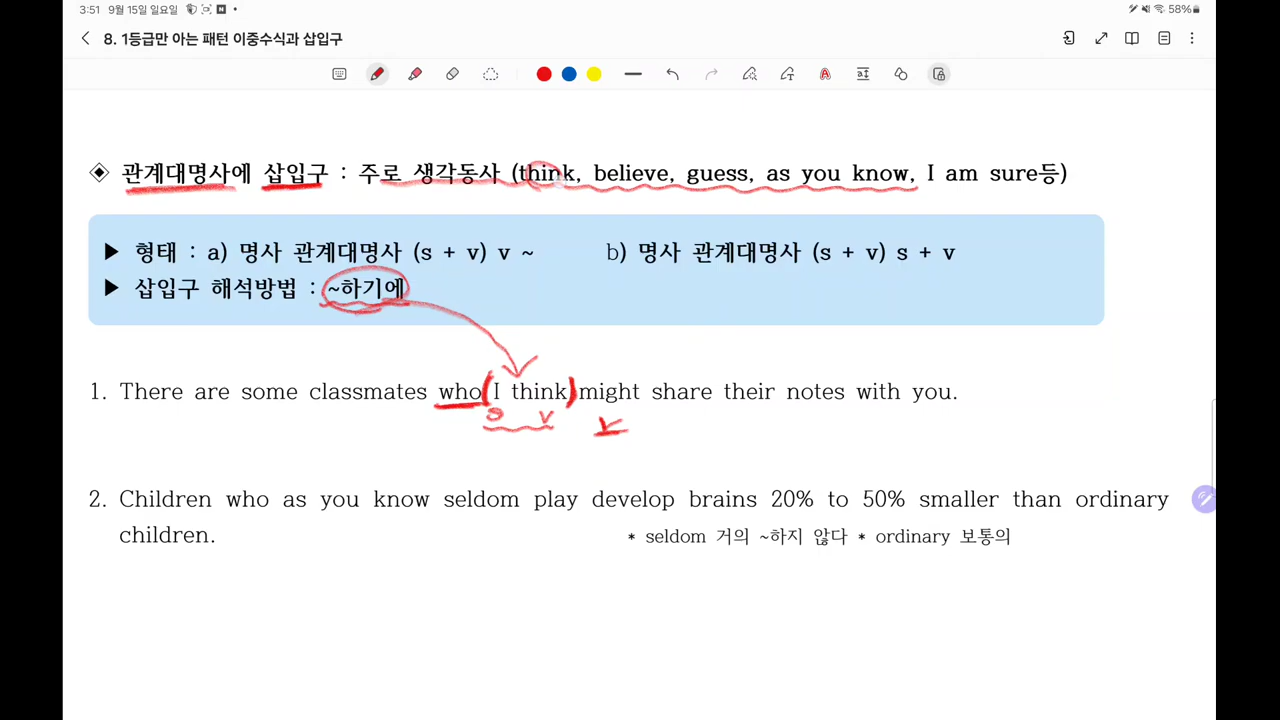 3:51 9월 15일 일요일 58%
8. 1등급만 아는 패턴 이중수식과 삽입구
◈ 관계대명사에 삽입구 : 주로 생각동사 (think, believe, guess, as you know, I am sure등)
▶ 형태 : a) 명사 관계대명사 (s + v) v ~ b) 명사 관계대명사 (s + v) s + v
▶ 삽입구 해석방법 : ~하기에
1. There are some classmates who (I think) might share their notes with you.
s v v
2. Children who as you know seldom play develop brains 20% to 50% smaller than ordinary
children. * seldom 거의 ~하지 않다 * ordinary 보통의